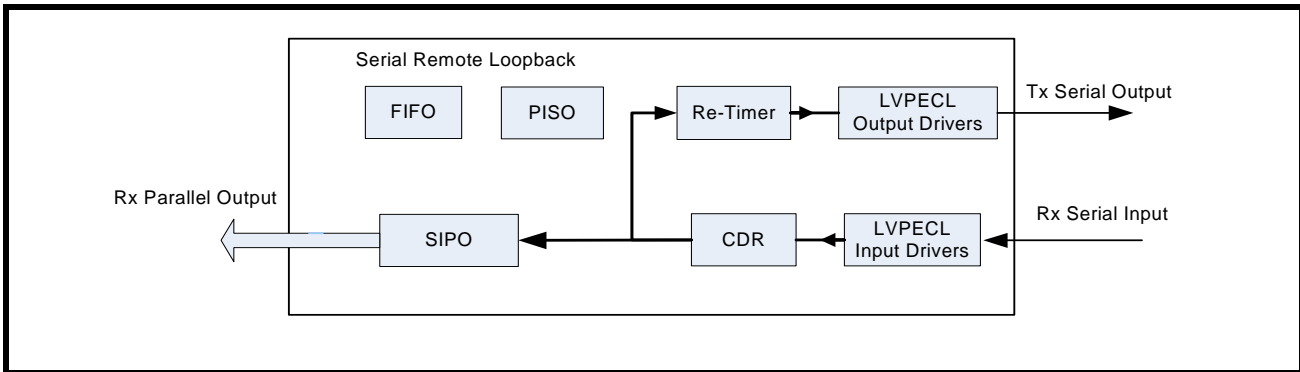 Serial Remote Loopback
FIFO
PISO
Re-Timer
LVPECL
Output Drivers
Tx Serial Output
Rx Parallel Output
SIPO
CDR
LVPECL
Input Drivers
Rx Serial Input